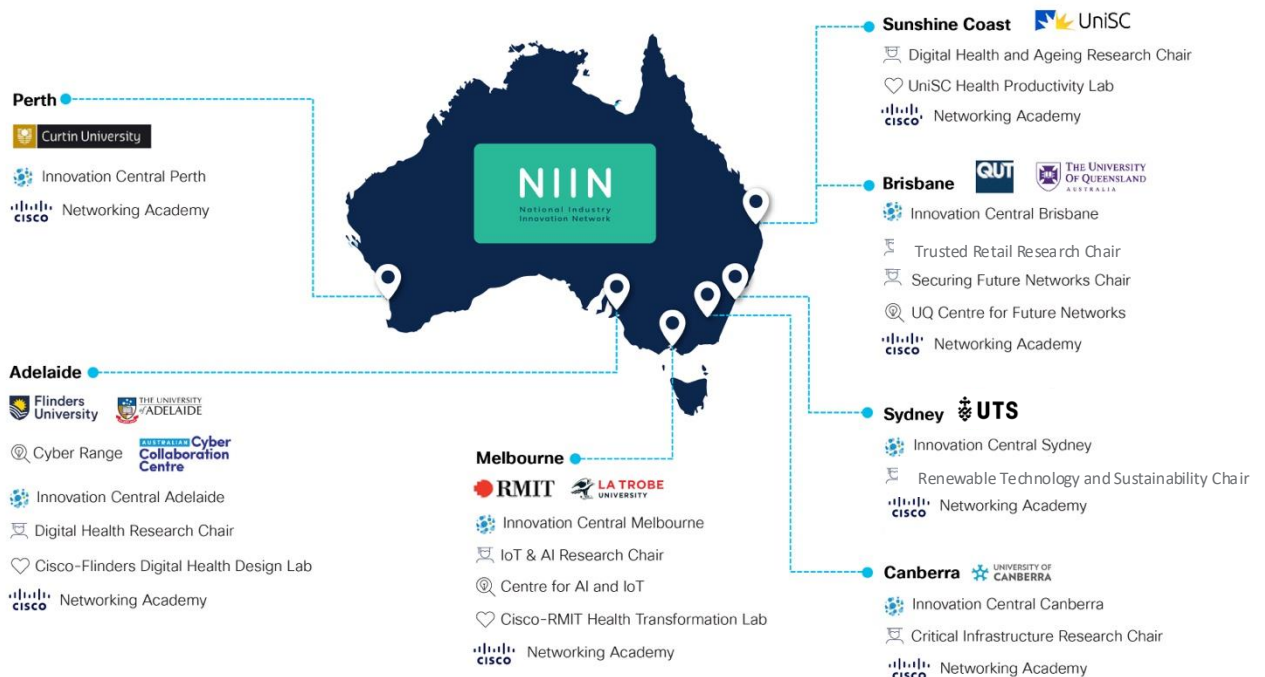 Perth
Curtin University
Innovation Central Perth
CISCO Networking Academy
Adelaide
Flinders
University
THE UNIVERSITY
of ADELAIDE
Cyber Range
AUSTRALIAN Cyber
Collaboration
Centre
Innovation Central Adelaide
Digital Health Research Chair
Cisco-Flinders Digital Health Design Lab
CISCO Networking Academy
NIIN
National Industry
Innovation Network
Melbourne
RMIT
LA TROBE
UNIVERSITY
Innovation Central Melbourne
IoT & AI Research Chair
Centre for AI and IoT
Cisco-RMIT Health Transformation Lab
CISCO Networking Academy
Sunshine Coast
UniSC
Digital Health and Ageing Research Chair
UniSC Health Productivity Lab
CISCO Networking Academy
Brisbane
QUT
THE UNIVERSITY
OF QUEENSLAND
AUSTRALIA
Innovation Central Brisbane
Trusted Retail Research Chair
Securing Future Networks Chair
UQ Centre for Future Networks
CISCO Networking Academy
Sydney
UTS
Innovation Central Sydney
Renewable Technology and Sustainability Chair
CISCO Networking Academy
Canberra
UNIVERSITY OF
CANBERRA
Innovation Central Canberra
Critical Infrastructure Research Chair
CISCO Networking Academy